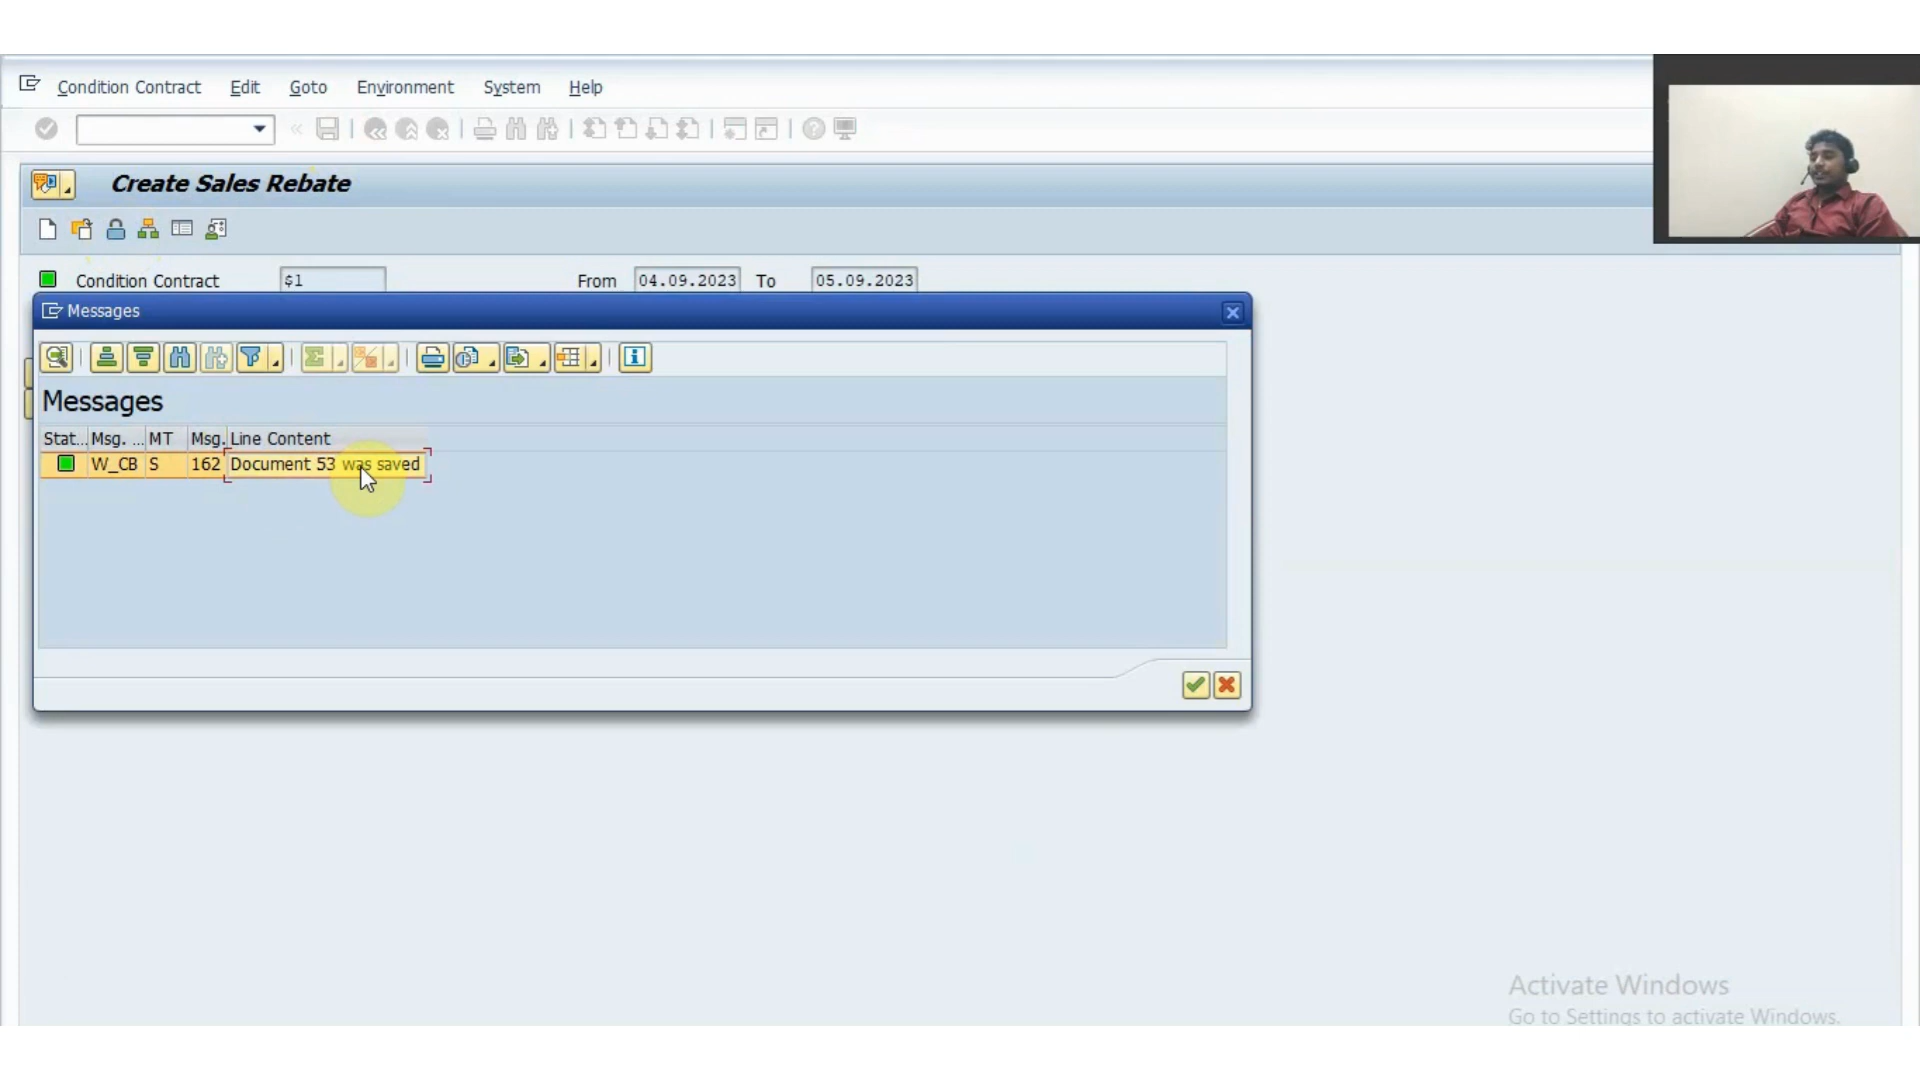 Condition Contract Edit Goto Environment System Help
Create Sales Rebate
Condition Contract $1 From 04.09.2023 To 05.09.2023
Messages
Messages
Stat... Msg. ... MT Msg. Line Content
W_CB S 162 Document 53 was saved
Activate Windows
Go to Settings to activate Windows.